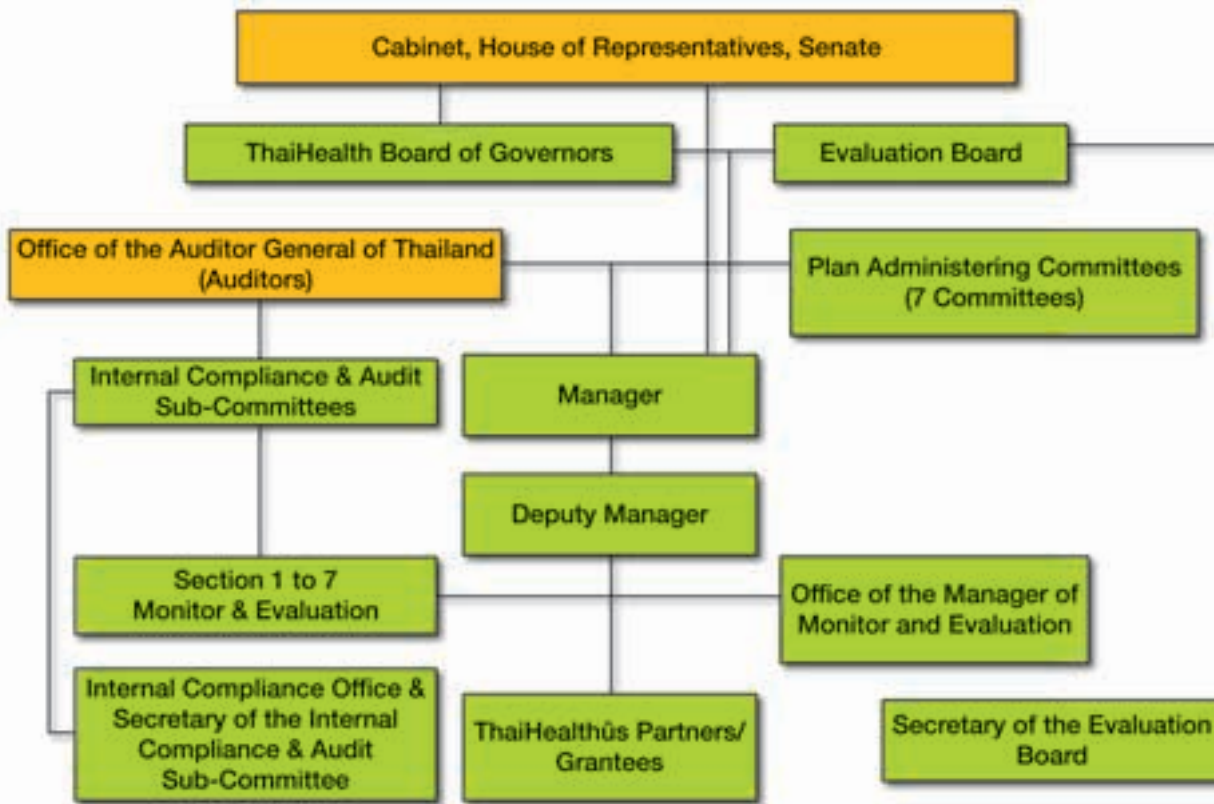 Cabinet, House of Representatives, Senate
ThaiHealth Board of Governors
Evaluation Board
Office of the Auditor General of Thailand
(Auditors)
Plan Administering Committees
(7 Committees)
Internal Compliance & Audit
Sub-Committees
Manager
Deputy Manager
Section 1 to 7
Monitor & Evaluation
Office of the Manager of
Monitor and Evaluation
Internal Compliance Office &
Secretary of the Internal
Compliance & Audit
Sub-Committee
ThaiHealthûs Partners/
Grantees
Secretary of the Evaluation
Board